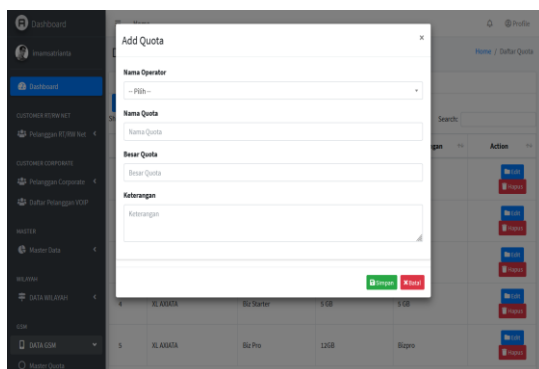 R Dashboard
Home
Profile
Imamsatrianta
Home / Daftar Quota
Dashboard
CUSTOMER RT/RW NET
Pelanggan RT/RW Net
CUSTOMER CORPORATE
Pelanggan Corporate
Daftar Pelanggan VOIP
MASTER
Master Data
WILAYAH
DATA WILAYAH
GSM
DATA GSM
Master Quota
Add Quota ×
Nama Operator
-- Pilih --
Nama Quota
Nama Quota
Besar Quota
Besar Quota
Keterangan
Keterangan
Simpan
Batal
Search:
Action
Edit
Hapus
Edit
Hapus
Edit
Hapus
4 XL AXIATA Biz Starter 5 GB 5 GB Edit
Hapus
5 XL AXIATA Biz Pro 12GB Bizpro Edit
Hapus